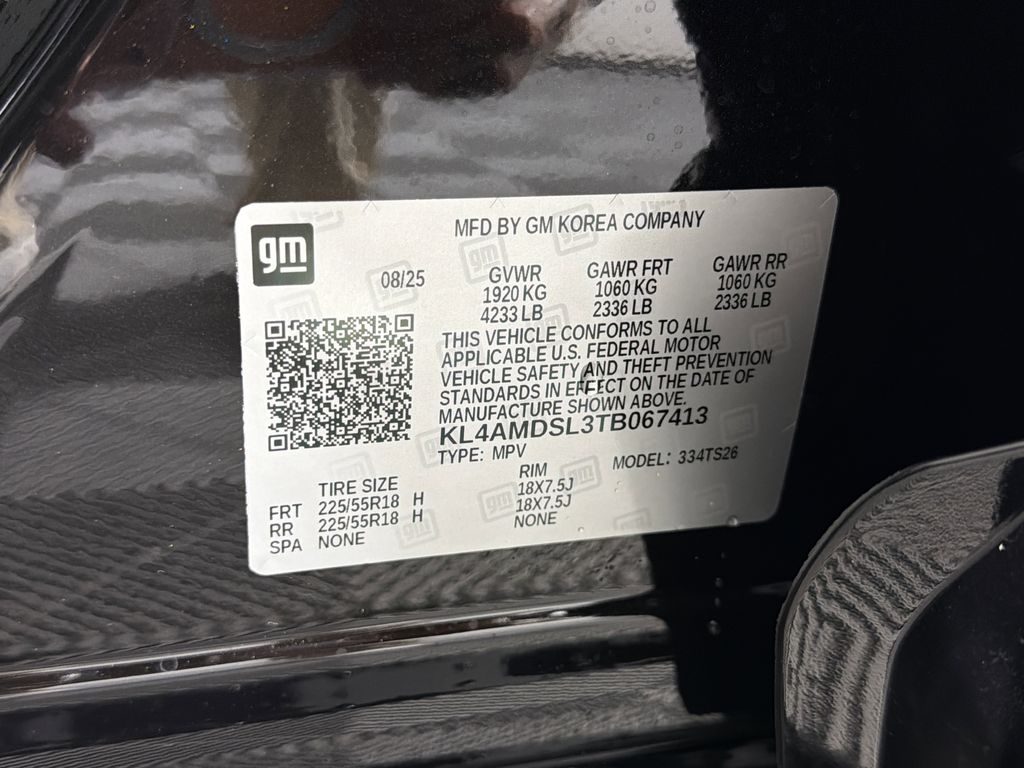 MFD BY GM KOREA COMPANY
gm
08/25
GVWR GAWR FRT GAWR RR
1920 KG 1060 KG 1060 KG
4233 LB 2336 LB 2336 LB
THIS VEHICLE CONFORMS TO ALL
APPLICABLE U.S. FEDERAL MOTOR
VEHICLE SAFETY AND THEFT PREVENTION
STANDARDS IN EFFECT ON THE DATE OF
MANUFACTURE SHOWN ABOVE.
KL4AMDSL3TB067413
TYPE: MPV MODEL: 334TS26
TIRE SIZE RIM
FRT 225/55R18 H 18X7.5J
RR 225/55R18 H 18X7.5J
SPA NONE NONE